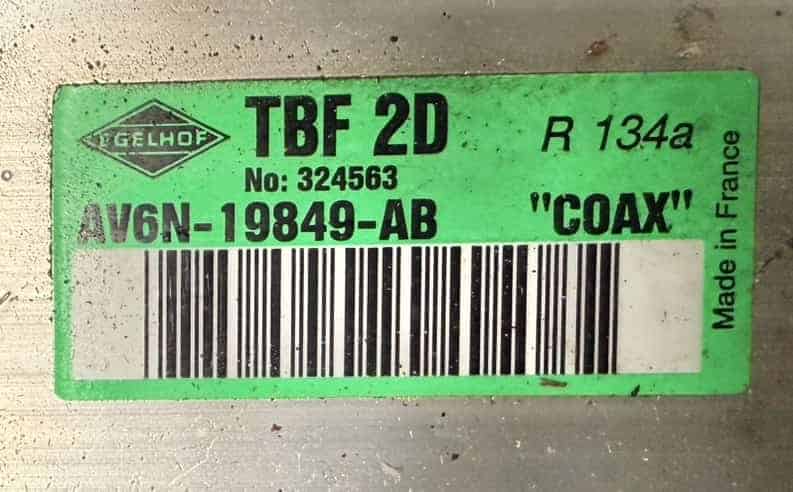 EGELHOF
TBF 2D
R 134a
No: 324563
AV6N-19849-AB
"COAX"
Made in France